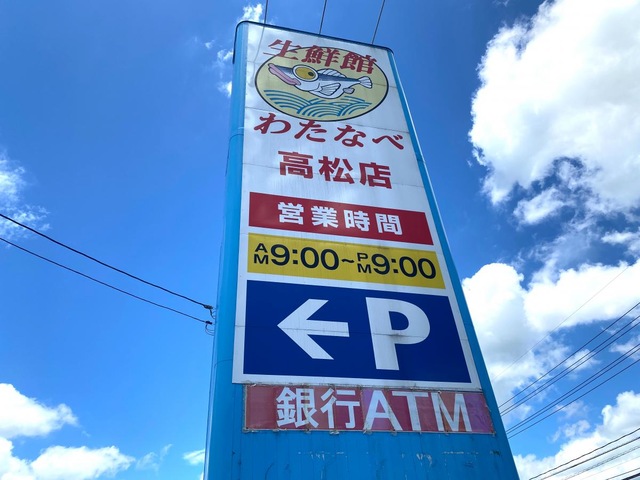 生鮮館
わたなべ
高松店
営業時間
AM9:00~PM9:00
←P
銀行ATM